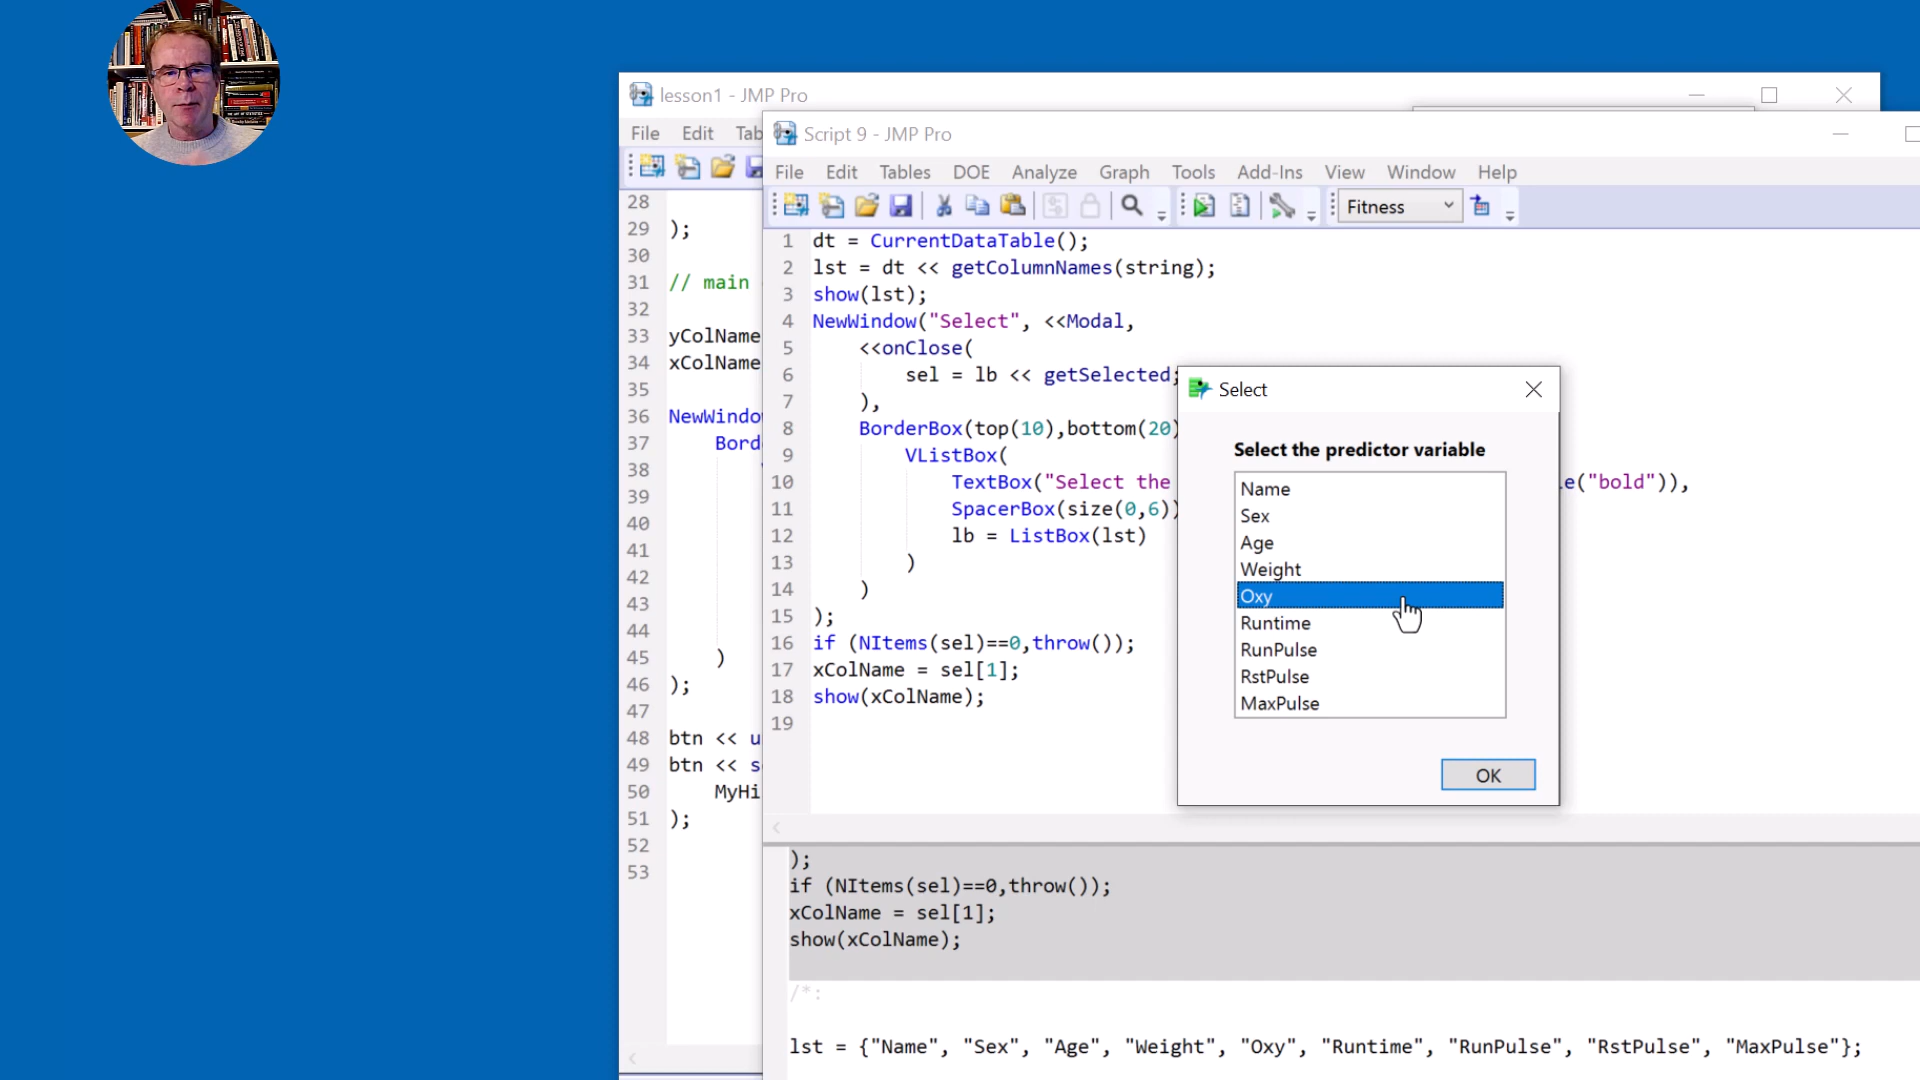 lesson1 - JMP Pro
File Edit Tab
28
29 );
30
31 // main
32
33 yColName
34 xColName
35
36 NewWindow
37 Bord
38
39
40
41
42
43
44
45 )
46 );
47
48 btn << u
49 btn << s
50 MyHi
51 );
52
53
Script 9 - JMP Pro
File Edit Tables DOE Analyze Graph Tools Add-Ins View Window Help
Fitness
1 dt = CurrentDataTable();
2 lst = dt << getColumnNames(string);
3 show(lst);
4 NewWindow("Select", <<Modal,
5 <<onClose(
6 sel = lb << getSelected;
7 ),
8 BorderBox(top(10),bottom(20)
9 VListBox(
10 TextBox("Select the e("bold")),
11 SpacerBox(size(0,6))
12 lb = ListBox(lst)
13 )
14 )
15 );
16 if (NItems(sel)==0,throw());
17 xColName = sel[1];
18 show(xColName);
19
Select
Select the predictor variable
Name
Sex
Age
Weight
Oxy
Runtime
RunPulse
RstPulse
MaxPulse
OK
);
if (NItems(sel)==0,throw());
xColName = sel[1];
show(xColName);
/*:
lst = {"Name", "Sex", "Age", "Weight", "Oxy", "Runtime", "RunPulse", "RstPulse", "MaxPulse"};